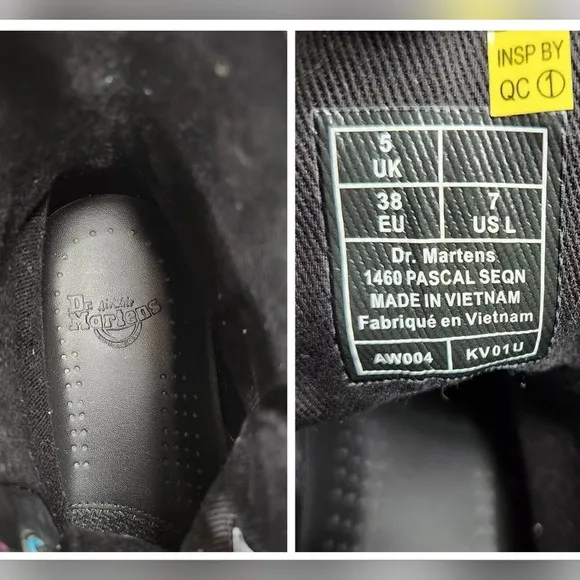 Dr.
Martens
INSP BY
QC 1
5
UK
38
EU
7
US L
Dr. Martens
1460 PASCAL SEQN
MADE IN VIETNAM
Fabriqué en Vietnam
AW004
KV01U